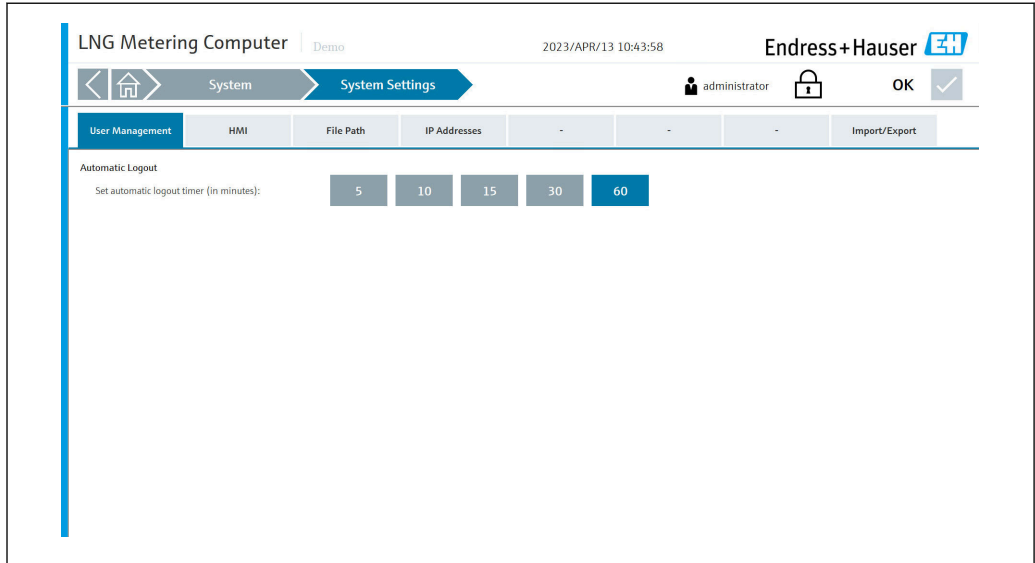 LNG Metering Computer Demo 2023/APR/13 10:43:58 Endress+Hauser EH
System System Settings administrator OK
User Management HMI File Path IP Addresses - - - Import/Export
Automatic Logout
Set automatic logout timer (in minutes): 5 10 15 30 60